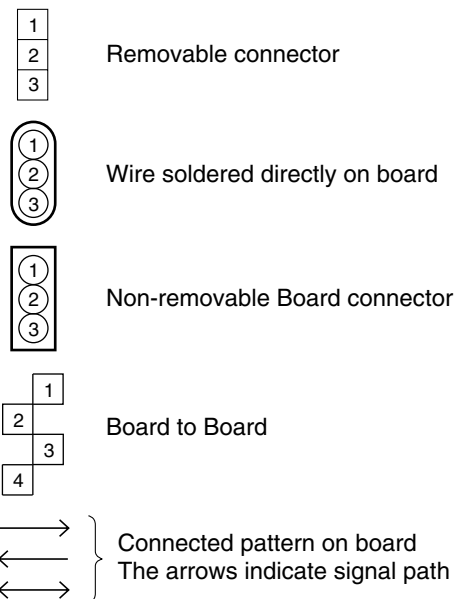 1
2
3
Removable connector
1
2
3
Wire soldered directly on board
1
2
3
Non-removable Board connector
1
2
3
4
Board to Board
Connected pattern on board
The arrows indicate signal path